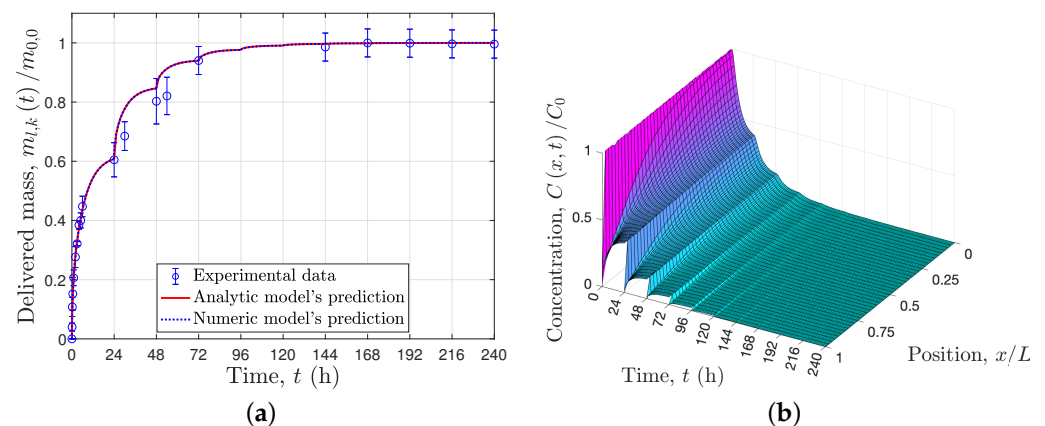 1
0.8
0.6
0.4
0.2
0
Delivered mass, m_{l,k} (t) / m_{0,0}
Experimental data
Analytic model's prediction
Numeric model's prediction
0 24 48 72 96 120 144 168 192 216 240
Time, t (h)
(a)
1
0.5
0
Concentration, C (x, t) / C_0
0 24 48 72 96 120 144 168 192 216 240
Time, t (h)
0
0.25
0.5
0.75
1
Position, x/L
(b)